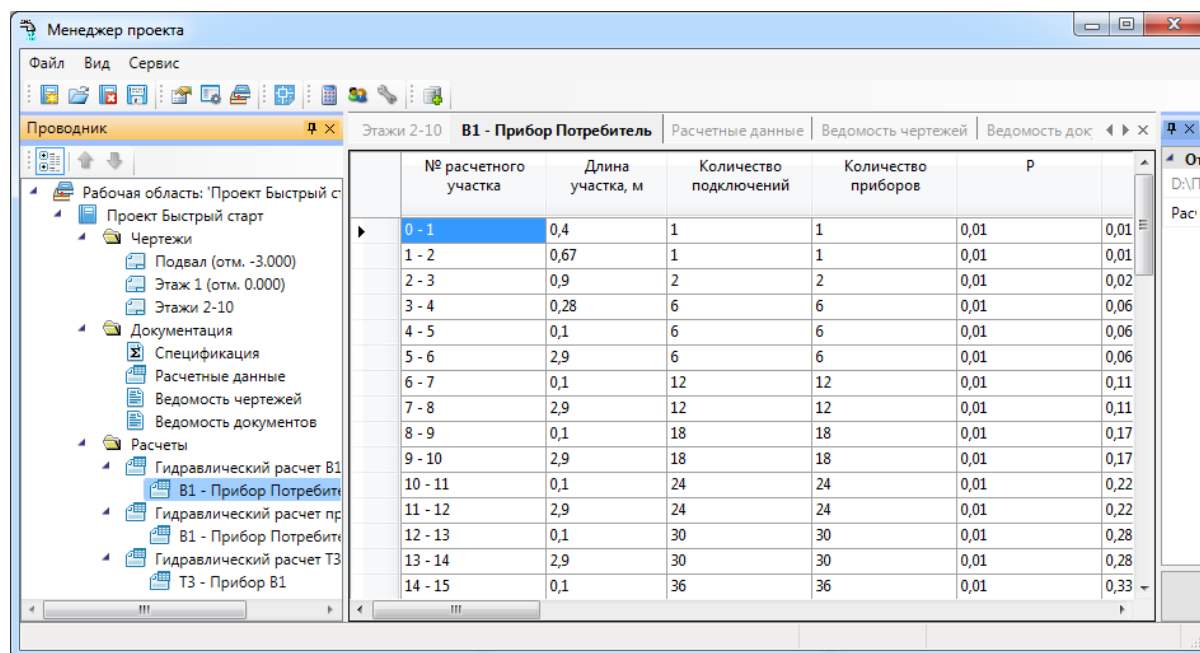 Менеджер проекта
Файл Вид Сервис
Проводник
Рабочая область: 'Проект Быстрый ст
Проект Быстрый старт
Чертежи
Подвал (отм. -3.000)
Этаж 1 (отм. 0.000)
Этажи 2-10
Документация
Спецификация
Расчетные данные
Ведомость чертежей
Ведомость документов
Расчеты
Гидравлический расчет В1
В1 - Прибор Потребите
Гидравлический расчет пр
В1 - Прибор Потребите
Гидравлический расчет Т3
Т3 - Прибор В1
Этажи 2-10 В1 - Прибор Потребитель Расчетные данные Ведомость чертежей Ведомость док
№ расчетного участка Длина участка, м Количество подключений Количество приборов P
0 - 1 0,4 1 1 0,01 0,01
1 - 2 0,67 1 1 0,01 0,01
2 - 3 0,9 2 2 0,01 0,02
3 - 4 0,28 6 6 0,01 0,06
4 - 5 0,1 6 6 0,01 0,06
5 - 6 2,9 6 6 0,01 0,06
6 - 7 0,1 12 12 0,01 0,11
7 - 8 2,9 12 12 0,01 0,11
8 - 9 0,1 18 18 0,01 0,17
9 - 10 2,9 18 18 0,01 0,17
10 - 11 0,1 24 24 0,01 0,22
11 - 12 2,9 24 24 0,01 0,22
12 - 13 0,1 30 30 0,01 0,28
13 - 14 2,9 30 30 0,01 0,28
14 - 15 0,1 36 36 0,01 0,33
От
D:\П
Рас